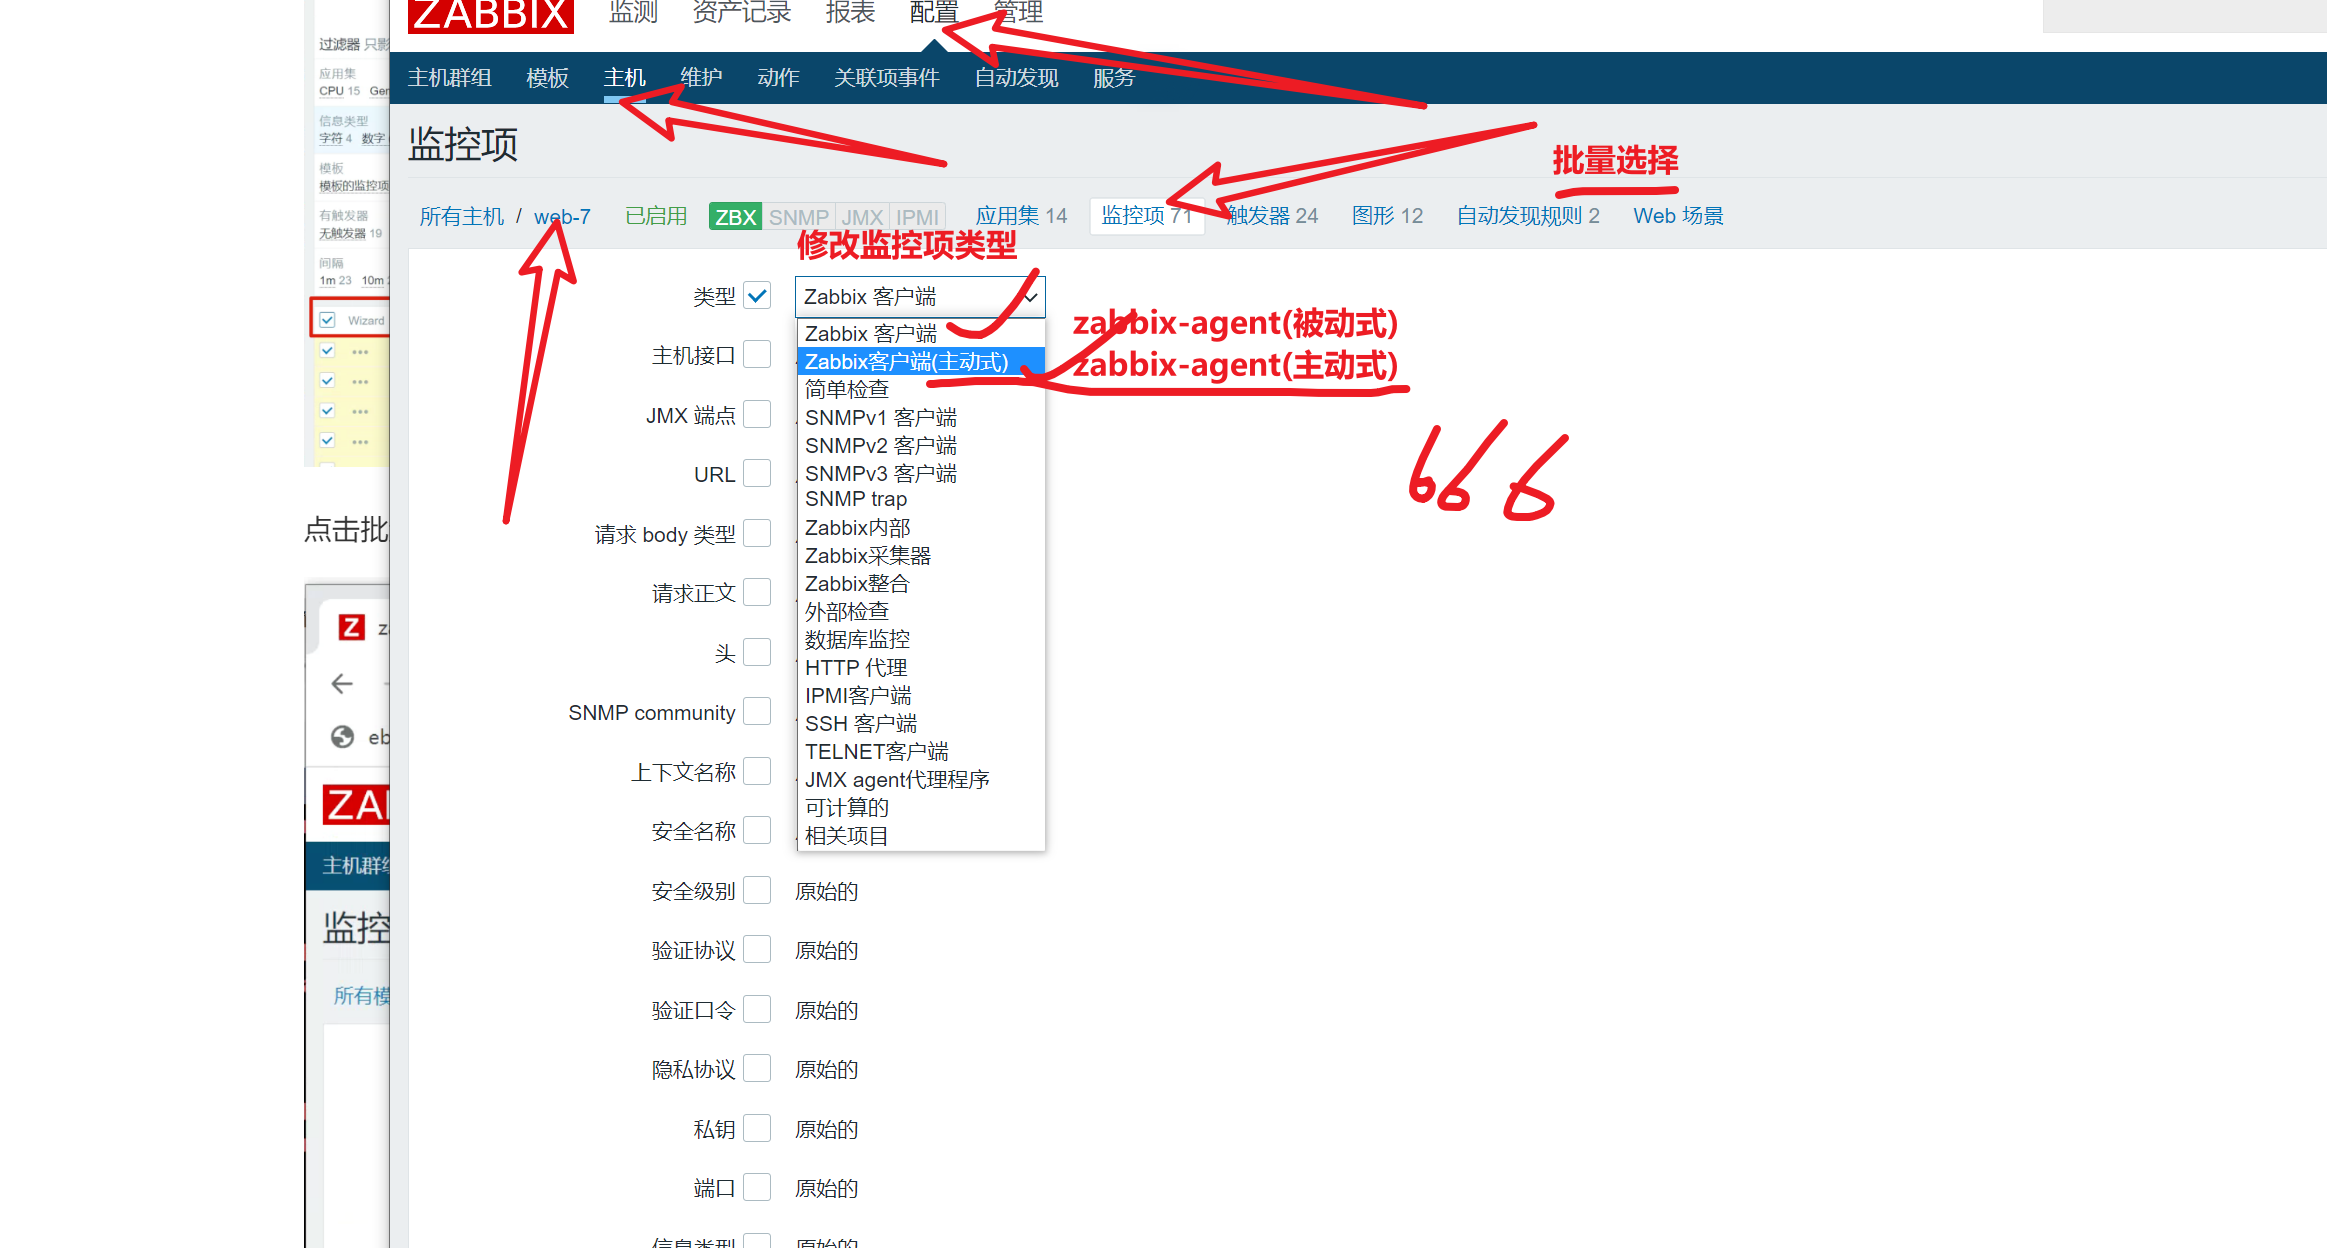 ZABBIX 监测 资产记录 报表 配置 管理
主机群组 模板 主机 维护 动作 关联项事件 自动发现 服务
监控项
批量选择
所有主机 / web-7 已启用 ZBX SNMP JMX IPMI 应用集 14 监控项 71 触发器 24 图形 12 自动发现规则 2 Web 场景
修改监控项类型
类型 Zabbix 客户端
Zabbix 客户端
zabbix-agent(被动式)
Zabbix客户端(主动式)
zabbix-agent(主动式)
主机接口
简单检查
JMX 端点
SNMPv1 客户端
SNMPv2 客户端
666
URL
SNMPv3 客户端
SNMP trap
请求 body 类型
Zabbix内部
Zabbix采集器
请求正文
Zabbix整合
外部检查
头
数据库监控
HTTP 代理
IPMI客户端
SNMP community
SSH 客户端
TELNET客户端
上下文名称
JMX agent代理程序
可计算的
安全名称
相关项目
安全级别 原始的
验证协议 原始的
验证口令 原始的
隐私协议 原始的
私钥 原始的
端口 原始的
信息类型 原始的
过滤器 只影
应用集
CPU 15 Ger
信息类型
字符 4 数字
模板
模板的监控项
有触发器
无触发器 19
间隔
1m 23 10m
Wizard
点击批
Z z
eb
ZAB
主机群组
监控
所有模